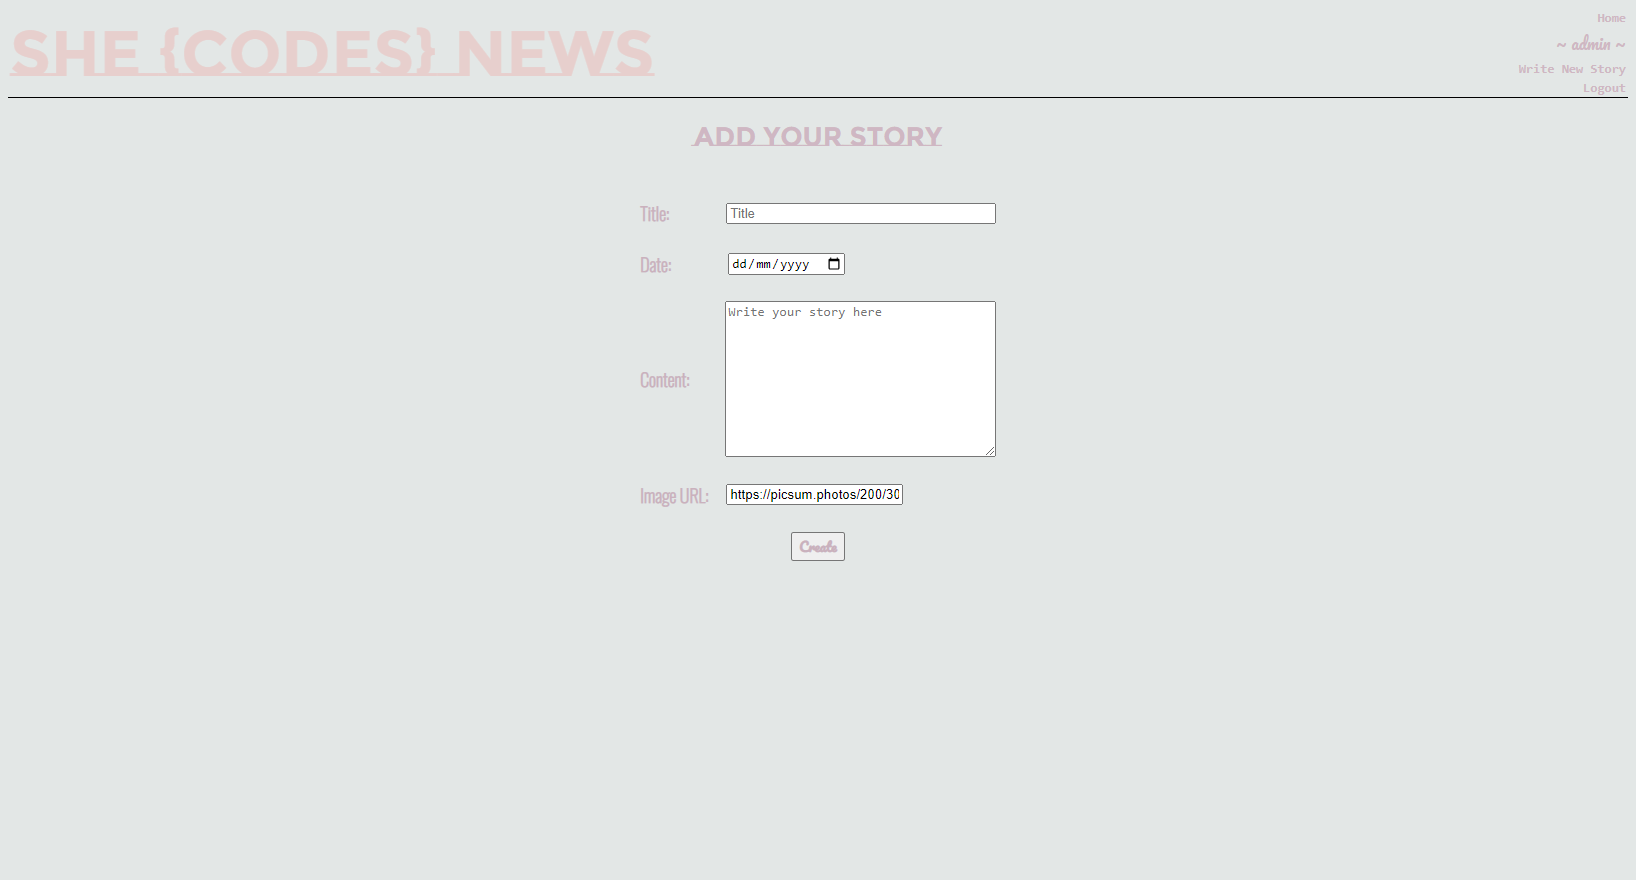 SHE {CODES} NEWS
Home
~ admin ~
Write New Story
Logout
ADD YOUR STORY
Title: Title
Date: dd/mm/yyyy
Content: Write your story here
Image URL: https://picsum.photos/200/30
Create